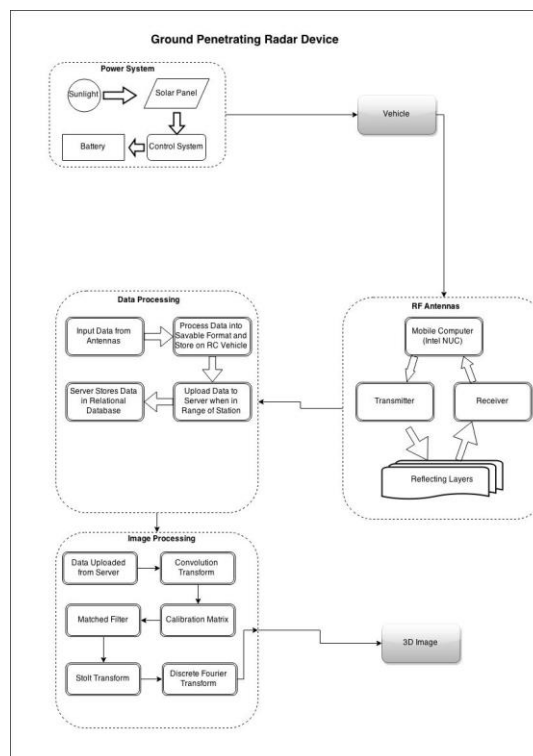 Ground Penetrating Radar Device
Power System
Sunlight
Solar Panel
Battery
Control System
Vehicle
Data Processing
Input Data from
Antennas
Process Data into
Savable Format and
Store on RC Vehicle
Server Stores Data
in Relational
Database
Upload Data to
Server when in
Range of Station
RF Antennas
Mobile Computer
(Intel NUC)
Transmitter
Receiver
Reflecting Layers
Image Processing
Data Uploaded
from Server
Convolution
Transform
Matched Filter
Calibration Matrix
Stolt Transform
Discrete Fourier
Transform
3D Image